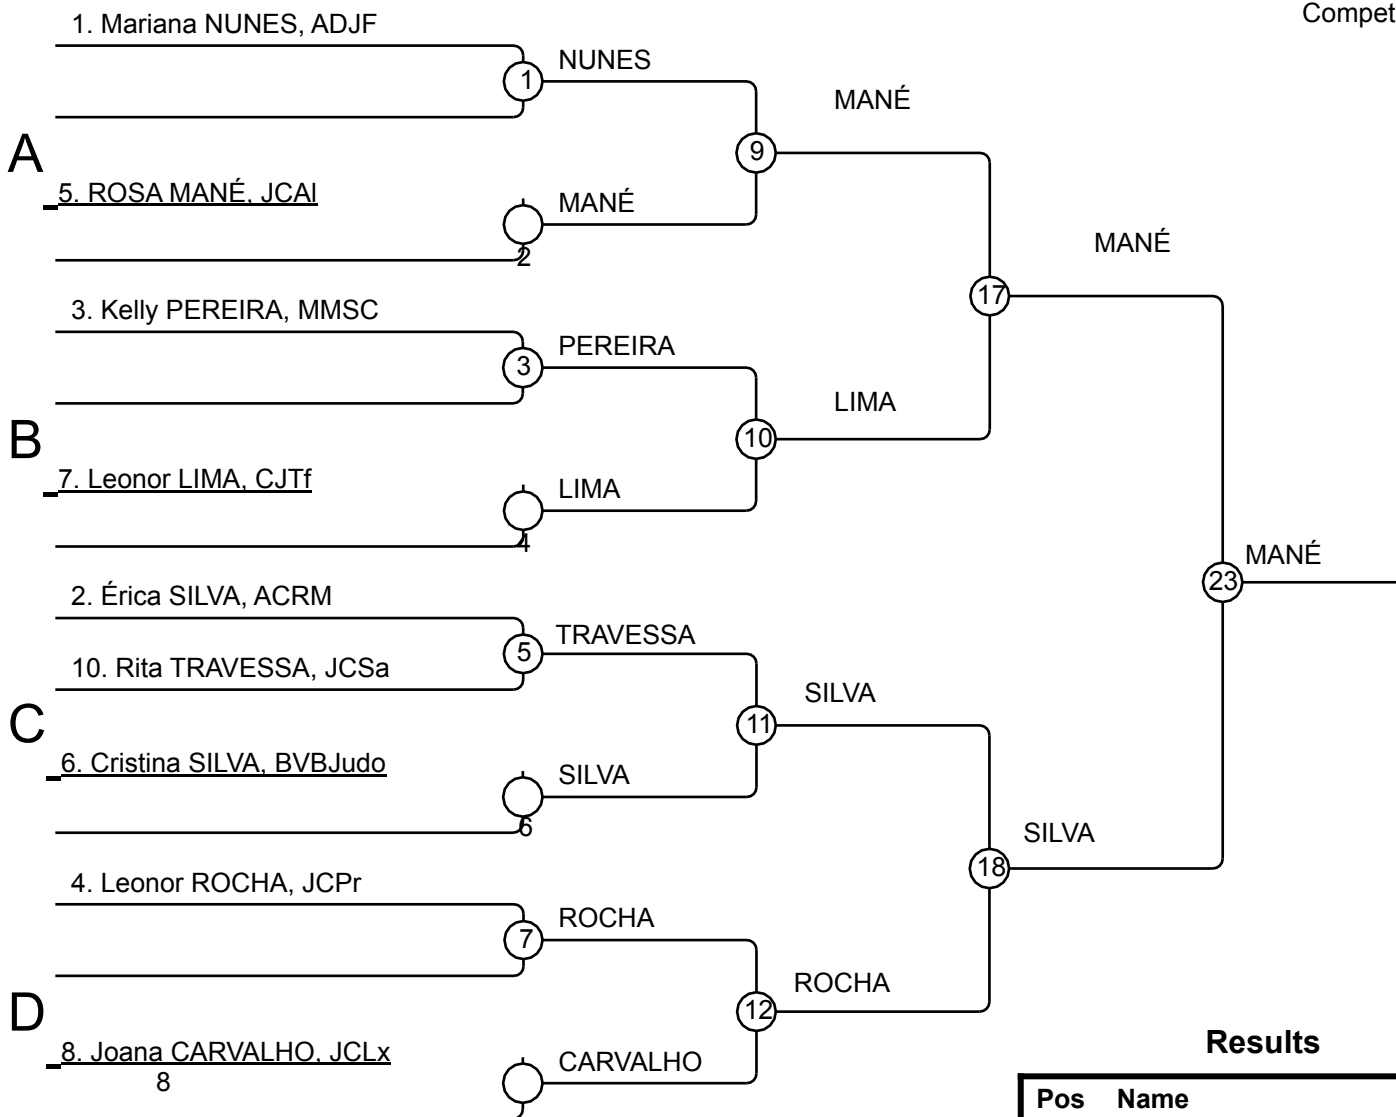 Compet
1. Mariana NUNES, ADJF
NUNES
1
MANÉ
A
9
5. ROSA MANÉ, JCAl
MANÉ
2
MANÉ
17
3. Kelly PEREIRA, MMSC
PEREIRA
3
LIMA
B
10
7. Leonor LIMA, CJTf
LIMA
4
MANÉ
23
2. Érica SILVA, ACRM
TRAVESSA
5
10. Rita TRAVESSA, JCSa
SILVA
C
11
6. Cristina SILVA, BVBJudo
SILVA
6
SILVA
18
4. Leonor ROCHA, JCPr
ROCHA
7
ROCHA
D
12
8. Joana CARVALHO, JCLx
CARVALHO
8
Results
Pos Name